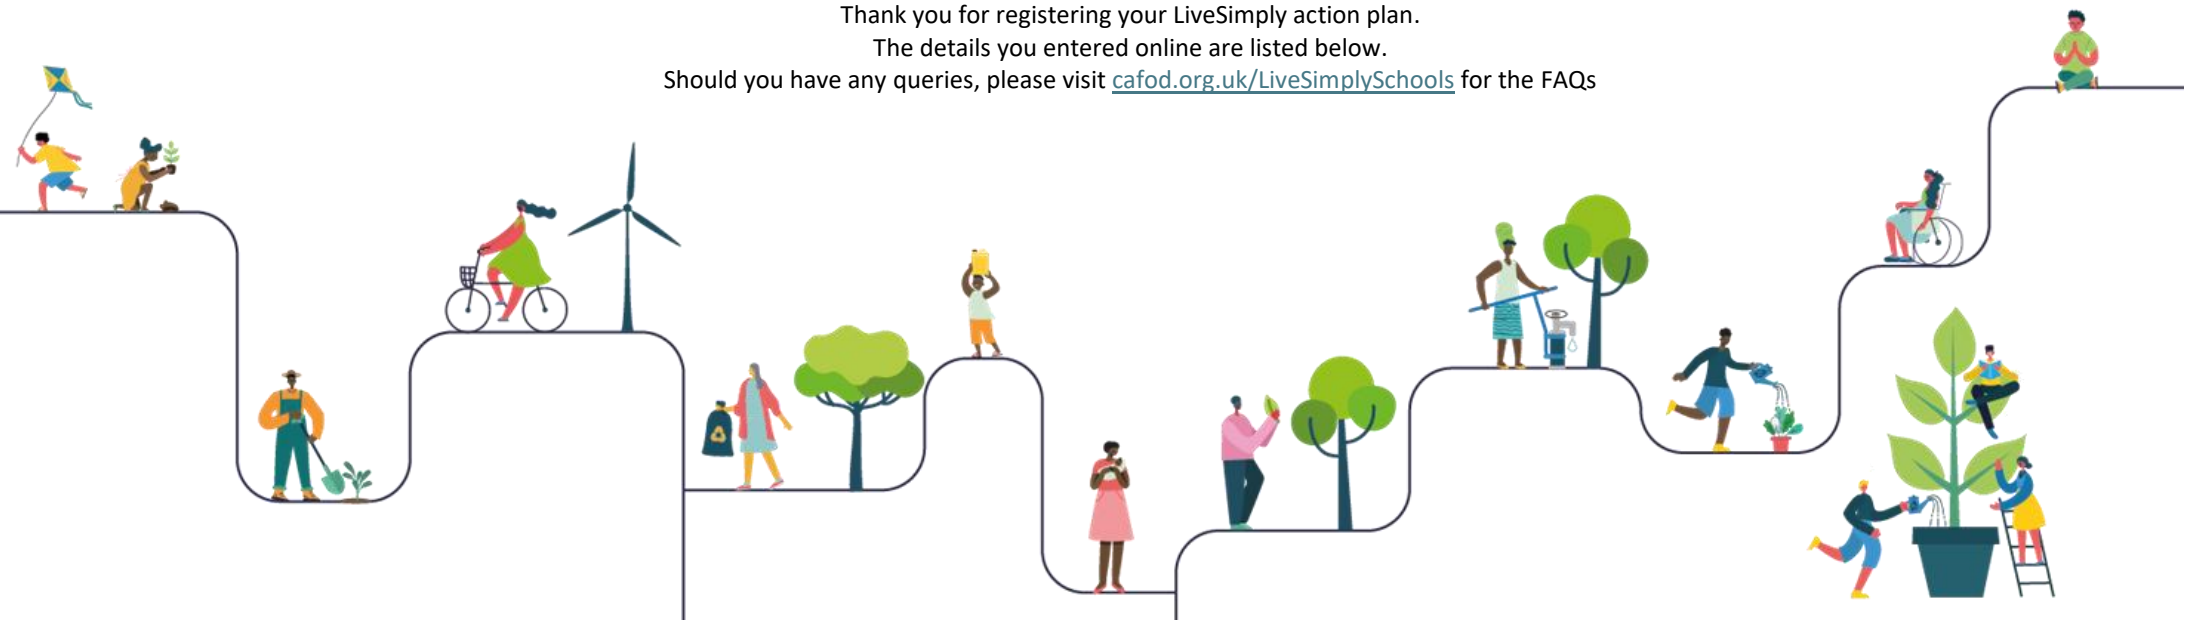 Thank you for registering your LiveSimply action plan.
The details you entered online are listed below.
Should you have any queries, please visit cafod.org.uk/LiveSimplySchools for the FAQs